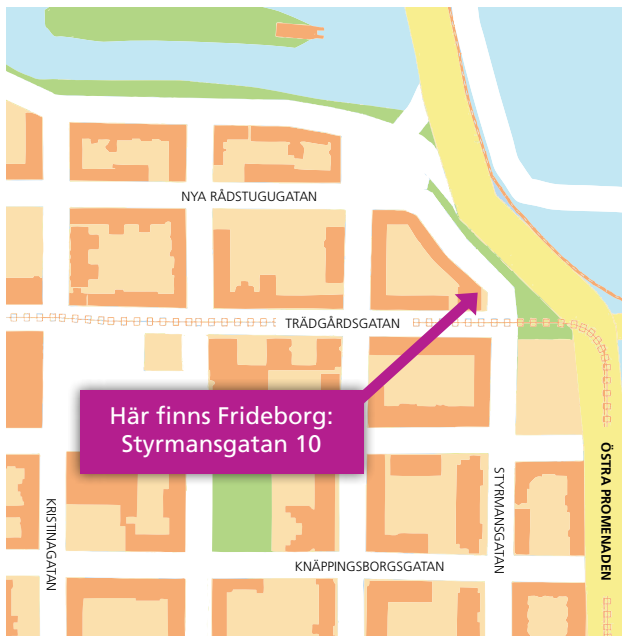 NYA RÅDSTUGUGATAN
TRÄDGÅRDSGATAN
Här finns Frideborg:
Styrmansgatan 10
KRISTINAGATAN
STYRMANSGATAN
ÖSTRA PROMENADEN
KNÄPPINGSBORGSGATAN